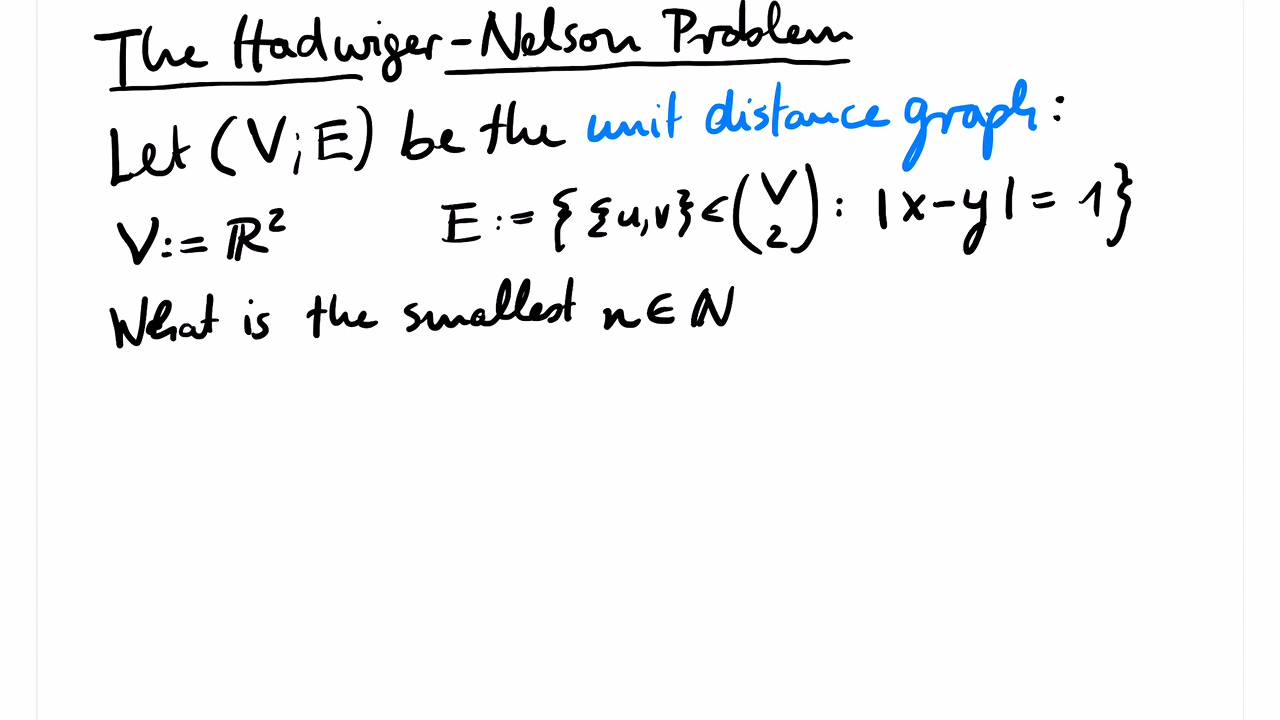 The Hadwiger-Nelson Problem
Let (V;E) be the unit distance graph:
V:= ℝ² E := { {u,v} ∈ (V 2) : |x-y| = 1}
What is the smallest n ∈ ℕ